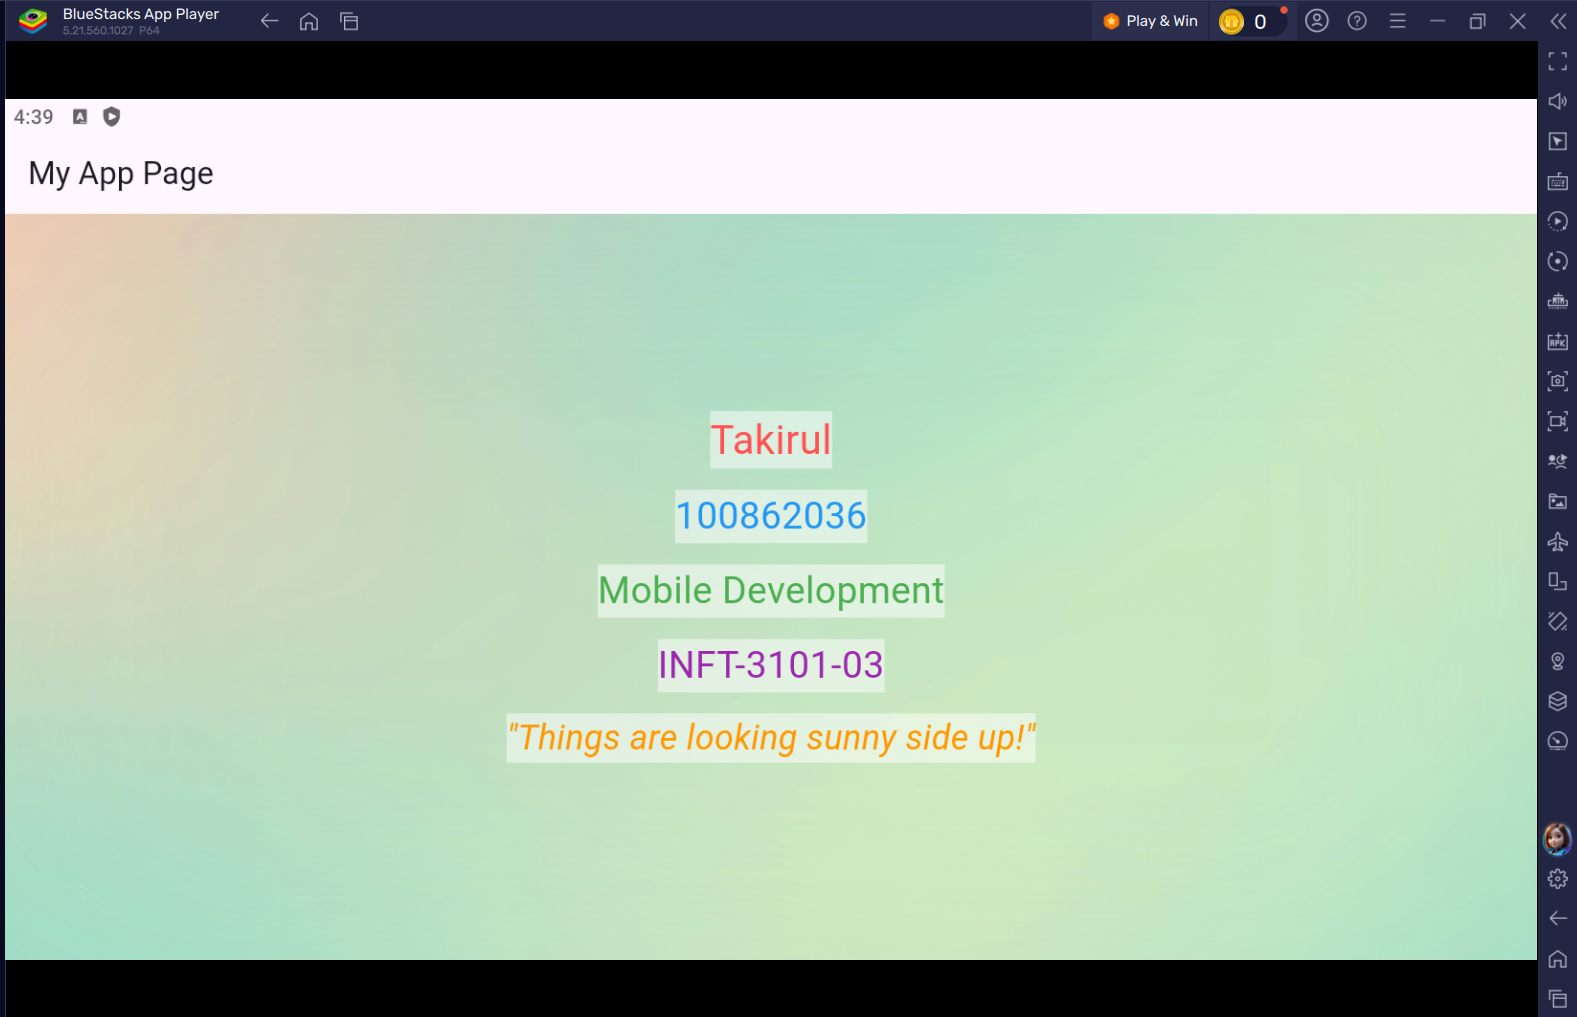 BlueStacks App Player
5.21.560.1027 P64
Play & Win
0
4:39
A
My App Page
Takirul
100862036
Mobile Development
INFT-3101-03
"Things are looking sunny side up!"
APK